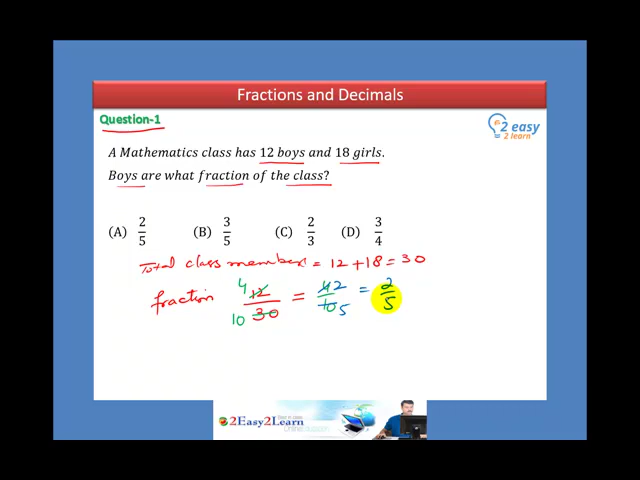 Fractions and Decimals
Question-1
2 easy
2 learn
A Mathematics class has 12 boys and 18 girls.
Boys are what fraction of the class?
(A) 2/5 (B) 3/5 (C) 2/3 (D) 3/4
Total class members = 12 + 18 = 30
fraction 4 12 / 10 30 = 4 2 / 10 5 = 2/5
2Easy2Learn